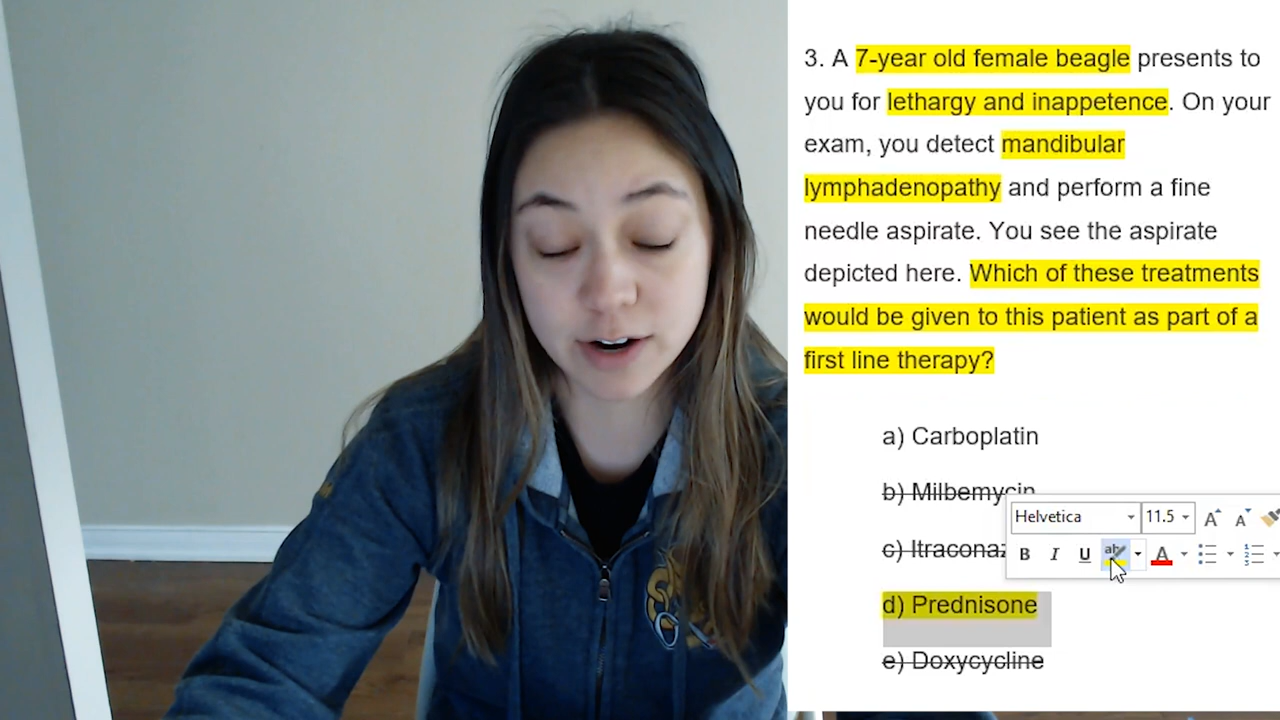 3. A 7-year old female beagle presents to
you for lethargy and inappetence. On your
exam, you detect mandibular
lymphadenopathy and perform a fine
needle aspirate. You see the aspirate
depicted here. Which of these treatments
would be given to this patient as part of a
first line therapy?
a) Carboplatin
b) Milbemycin
Helvetica 11.5 A A
c) Itraconaz
B I U ab A
d) Prednisone
e) Doxycycline